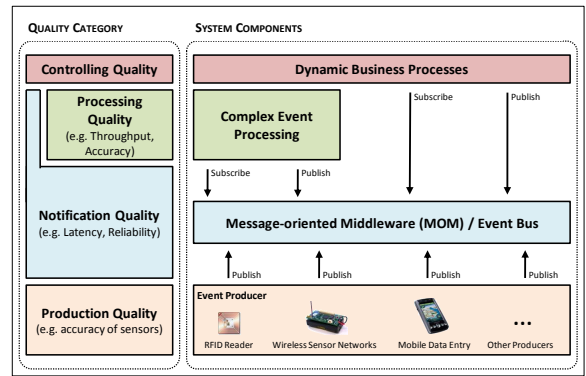 QUALITY CATEGORY
SYSTEM COMPONENTS
Controlling Quality
Dynamic Business Processes
Processing
Quality
(e.g. Throughput,
Accuracy)
Complex Event
Processing
Subscribe
Publish
Subscribe
Publish
Notification Quality
(e.g. Latency, Reliability)
Message-oriented Middleware (MOM) / Event Bus
Publish
Publish
Publish
Publish
Production Quality
(e.g. accuracy of sensors)
Event Producer
RFID Reader
Wireless Sensor Networks
Mobile Data Entry
...
Other Producers